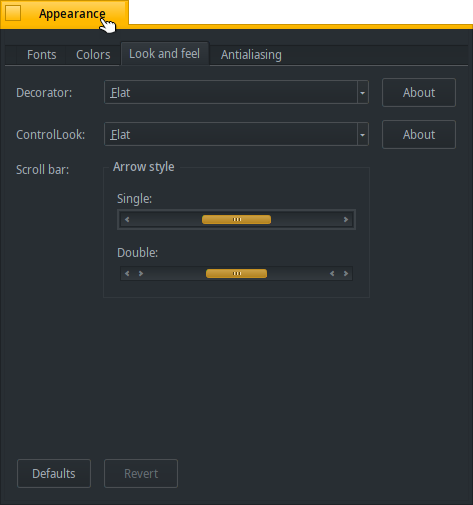 Appearance
Fonts Colors Look and feel Antialiasing
Decorator: Flat About
ControlLook: Flat About
Scroll bar: Arrow style
Single:
Double:
Defaults Revert